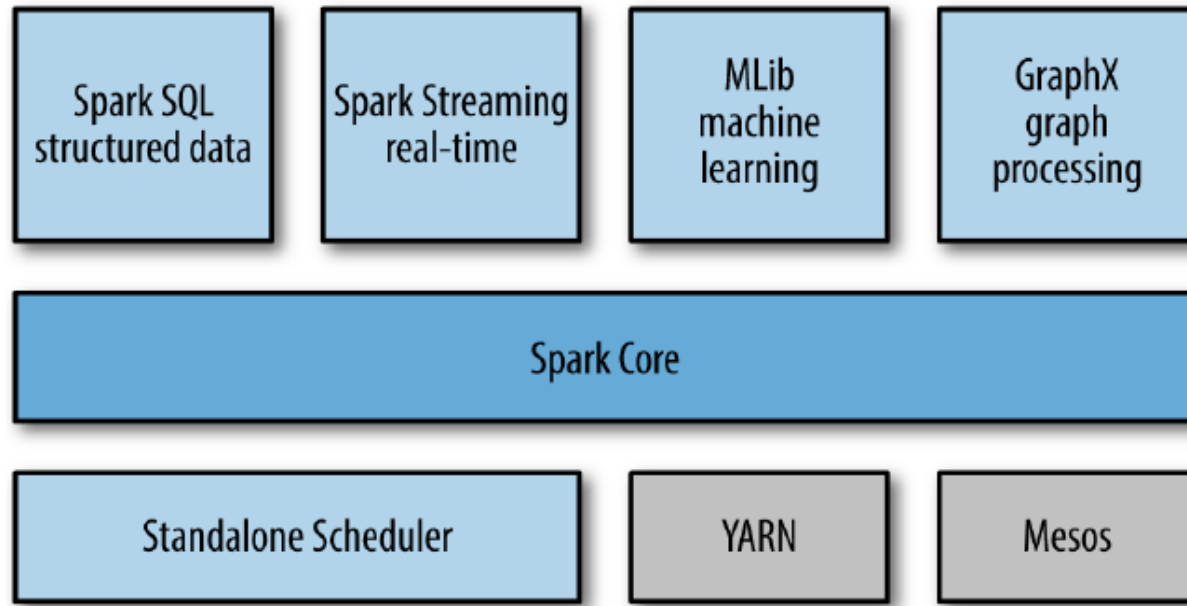 Spark SQL
structured data
Spark Streaming
real-time
MLib
machine
learning
GraphX
graph
processing
Spark Core
Standalone Scheduler
YARN
Mesos